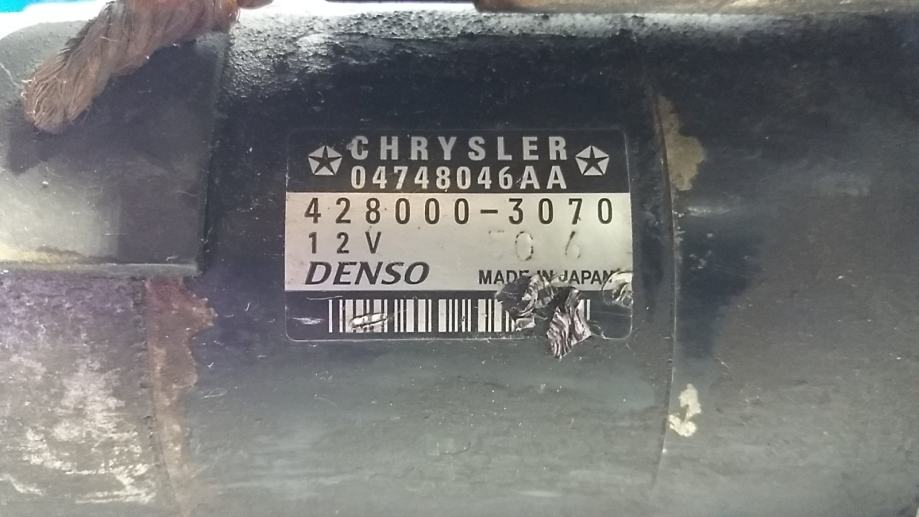 CHRYSLER
04748046AA
428000-3070
12V
DENSO MADE IN JAPAN